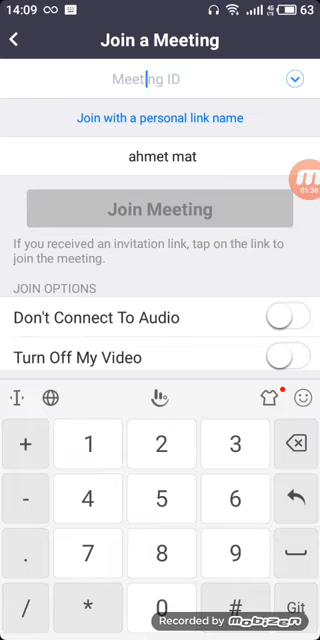 14:09 4G LTE 63
Join a Meeting
Meeting ID
Join with a personal link name
ahmet mat
01:38
Join Meeting
If you received an invitation link, tap on the link to
join the meeting.
JOIN OPTIONS
Don't Connect To Audio
Turn Off My Video
+ 1 2 3
- 4 5 6
. 7 8 9
/ * 0 # Git
Recorded by mobizen